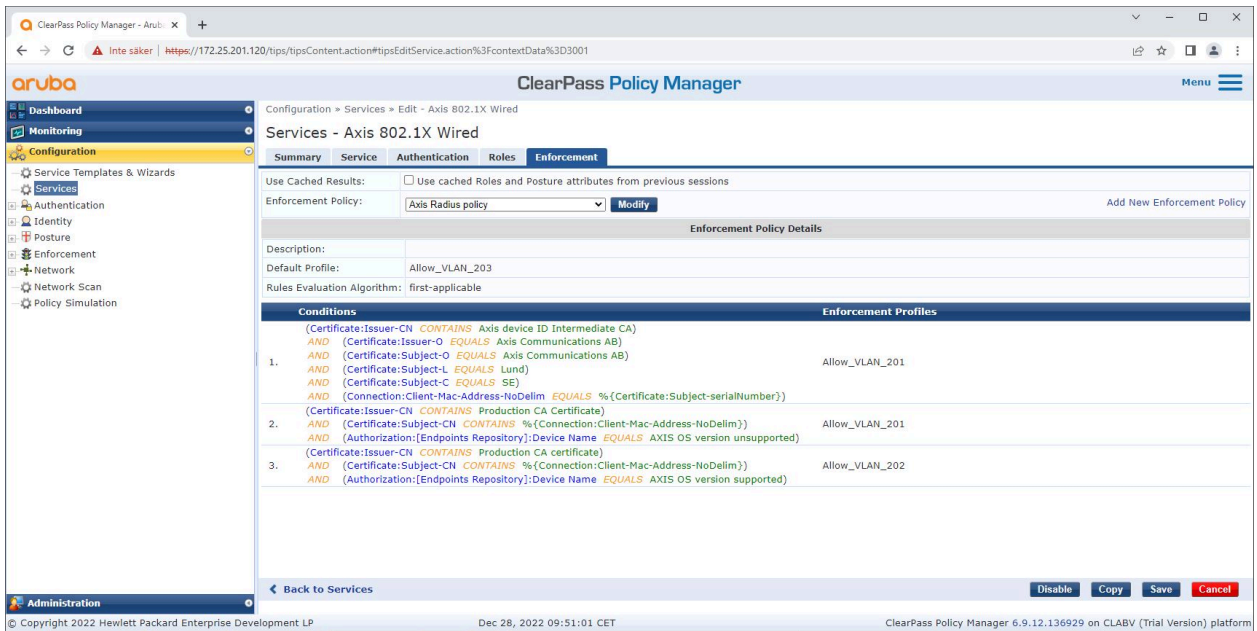 ClearPass Policy Manager - Arub
Inte säker | https://172.25.201.120/tips/tipsContent.action#tipsEditService.action%3FcontextData%3D3001
aruba
ClearPass Policy Manager
Menu
Dashboard
Monitoring
Configuration
Service Templates & Wizards
Services
Authentication
Identity
Posture
Enforcement
Network
Network Scan
Policy Simulation
Administration
Configuration » Services » Edit - Axis 802.1X Wired
Services - Axis 802.1X Wired
Summary Service Authentication Roles Enforcement
Use Cached Results: Use cached Roles and Posture attributes from previous sessions
Enforcement Policy: Axis Radius policy Modify Add New Enforcement Policy
Enforcement Policy Details
Description:
Default Profile: Allow_VLAN_203
Rules Evaluation Algorithm: first-applicable
Conditions Enforcement Profiles
(Certificate:Issuer-CN CONTAINS Axis device ID Intermediate CA)
AND (Certificate:Issuer-O EQUALS Axis Communications AB)
AND (Certificate:Subject-O EQUALS Axis Communications AB)
1. AND (Certificate:Subject-L EQUALS Lund) Allow_VLAN_201
AND (Certificate:Subject-C EQUALS SE)
AND (Connection:Client-Mac-Address-NoDelim EQUALS %{Certificate:Subject-serialNumber})
(Certificate:Issuer-CN CONTAINS Production CA Certificate)
2. AND (Certificate:Subject-CN CONTAINS %{Connection:Client-Mac-Address-NoDelim}) Allow_VLAN_201
AND (Authorization:[Endpoints Repository]:Device Name EQUALS AXIS OS version unsupported)
(Certificate:Issuer-CN CONTAINS Production CA certificate)
3. AND (Certificate:Subject-CN CONTAINS %{Connection:Client-Mac-Address-NoDelim}) Allow_VLAN_202
AND (Authorization:[Endpoints Repository]:Device Name EQUALS AXIS OS version supported)
Back to Services Disable Copy Save Cancel
© Copyright 2022 Hewlett Packard Enterprise Development LP Dec 28, 2022 09:51:01 CET ClearPass Policy Manager 6.9.12.136929 on CLABV (Trial Version) platform